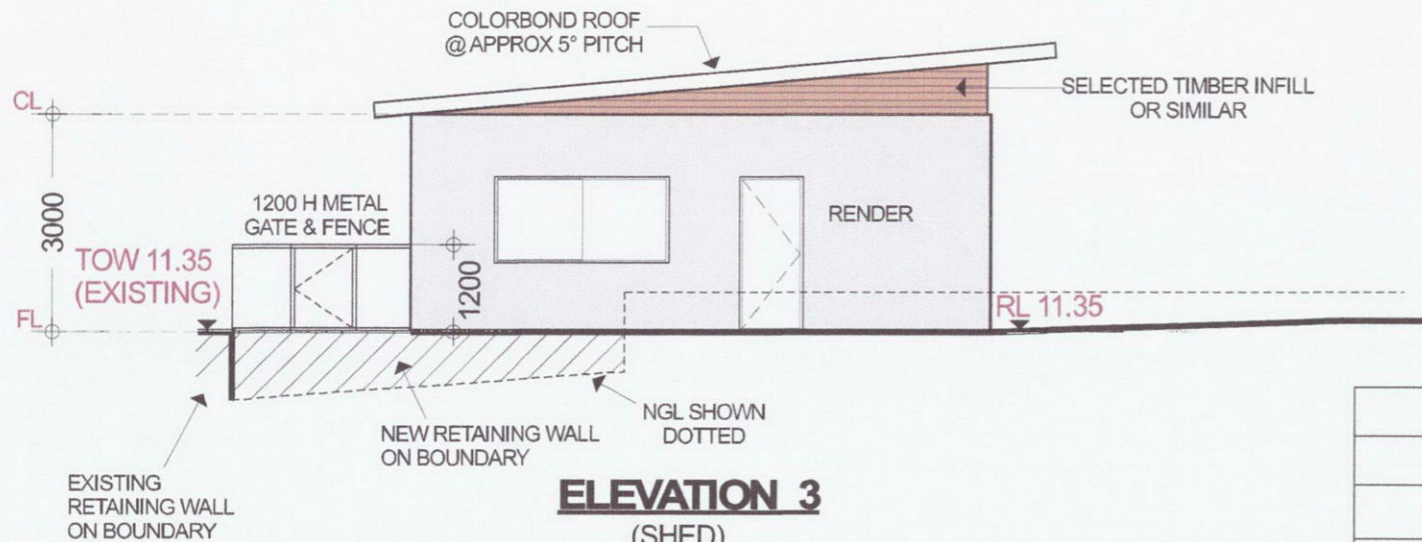 COLORBOND ROOF
@ APPROX 5° PITCH
SELECTED TIMBER INFILL
OR SIMILAR
CL
3000
1200 H METAL
GATE & FENCE
RENDER
TOW 11.35
(EXISTING)
1200
FL
RL 11.35
NGL SHOWN
DOTTED
NEW RETAINING WALL
ON BOUNDARY
EXISTING
RETAINING WALL
ON BOUNDARY
ELEVATION 3
(SHED)